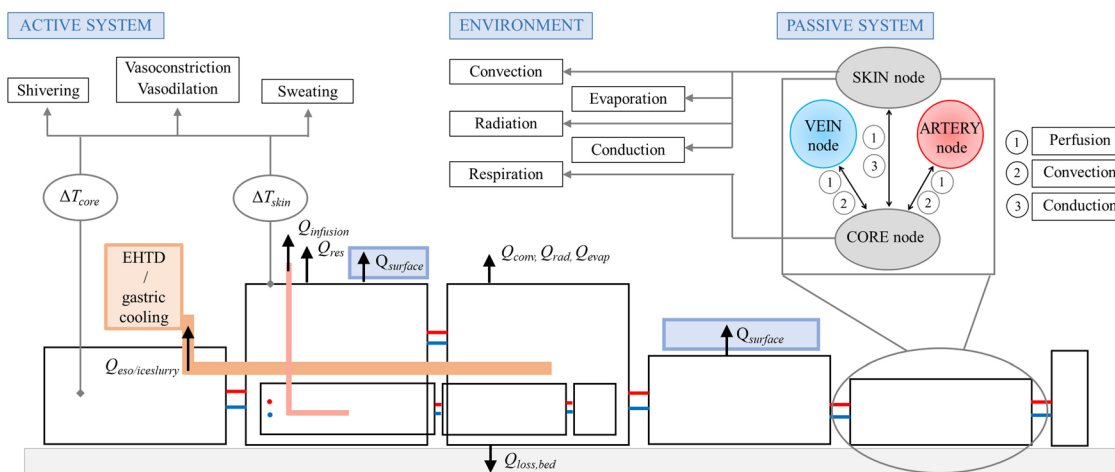 ACTIVE SYSTEM
ENVIRONMENT
PASSIVE SYSTEM
Shivering
Vasoconstriction
Vasodilation
Sweating
ΔTcore
ΔTskin
Convection
Evaporation
Radiation
Conduction
Respiration
SKIN node
VEIN
node
ARTERY
node
CORE node
1
3
1
2
1
2
1 Perfusion
2 Convection
3 Conduction
EHTD
/
gastric
cooling
Qeso/iceslurry
Qinfusion
Qres
Qsurface
Qconv, Qrad, Qevap
Qsurface
Qloss,bed